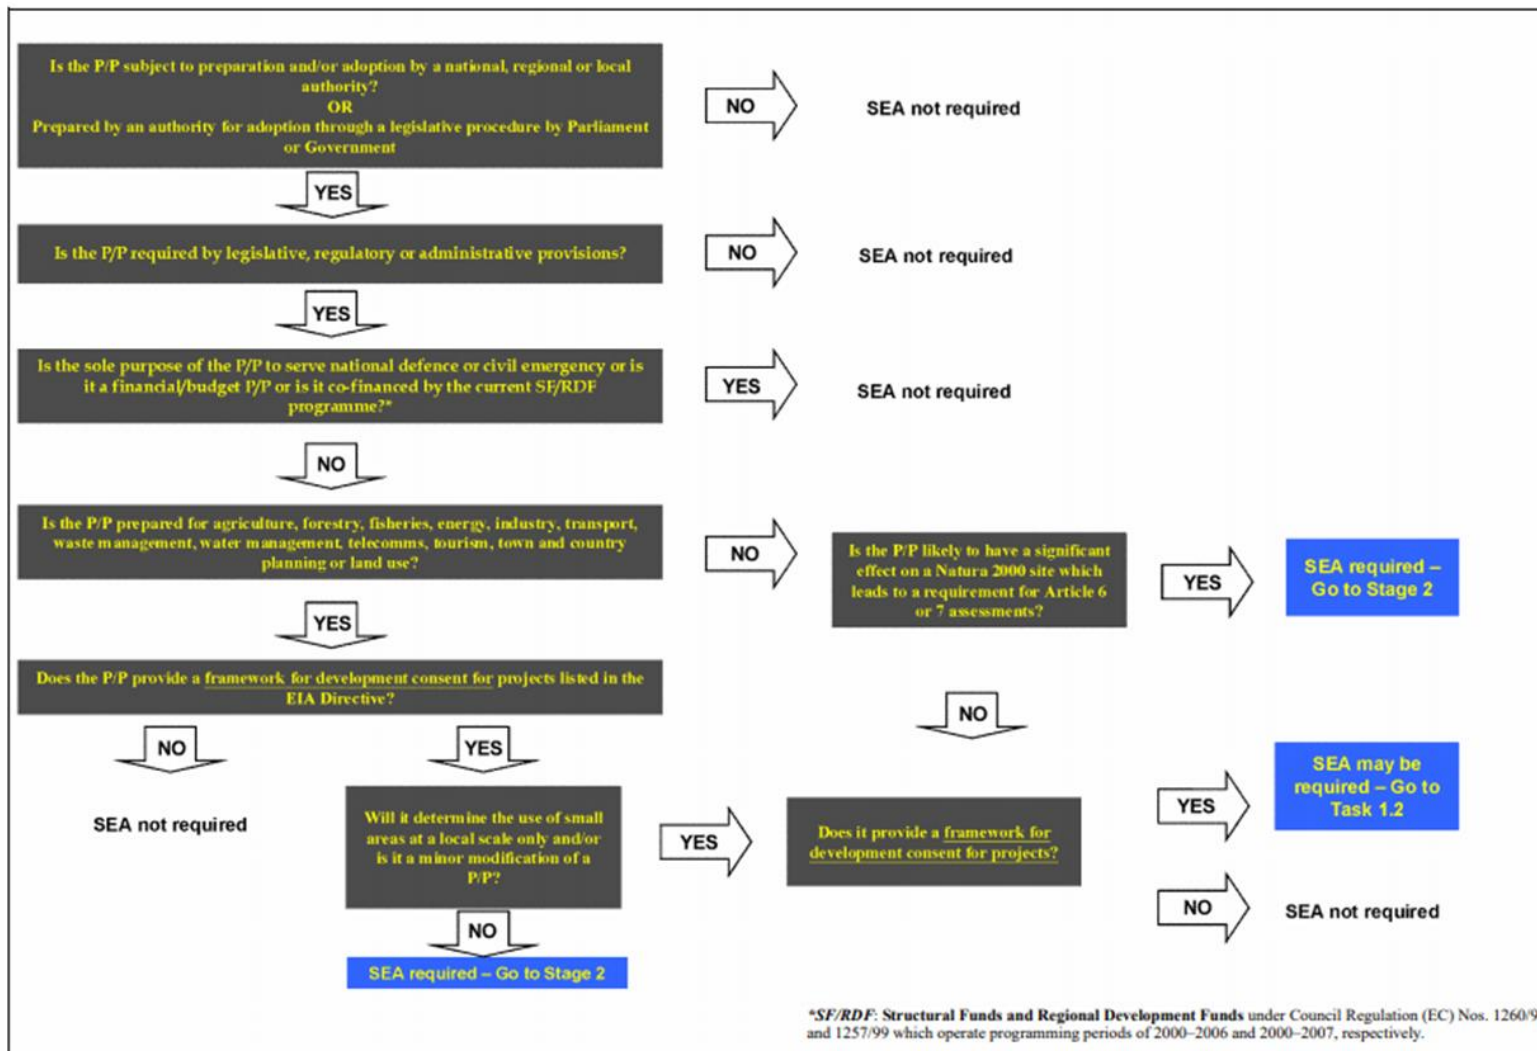 Is the P/P subject to preparation and/or adoption by a national, regional or local
authority?
OR
Prepared by an authority for adoption through a legislative procedure by Parliament
or Government
NO
SEA not required
YES
Is the P/P required by legislative, regulatory or administrative provisions?
NO
SEA not required
YES
Is the sole purpose of the P/P to serve national defence or civil emergency or is
it a financial/budget P/P or is it co-financed by the current SF/RDF
programme?*
YES
SEA not required
NO
Is the P/P prepared for agriculture, forestry, fisheries, energy, industry, transport,
waste management, water management, telecomms, tourism, town and country
planning or land use?
NO
Is the P/P likely to have a significant
effect on a Natura 2000 site which
leads to a requirement for Article 6
or 7 assessments?
YES
SEA required –
Go to Stage 2
YES
Does the P/P provide a framework for development consent for projects listed in the
EIA Directive?
NO
NO
YES
SEA not required
Will it determine the use of small
areas at a local scale only and/or
is it a minor modification of a
P/P?
YES
Does it provide a framework for
development consent for projects?
YES
SEA may be
required – Go to
Task 1.2
NO
SEA not required
NO
SEA required – Go to Stage 2
*SF/RDF: Structural Funds and Regional Development Funds under Council Regulation (EC) Nos. 1260/9
and 1257/99 which operate programming periods of 2000–2006 and 2000–2007, respectively.